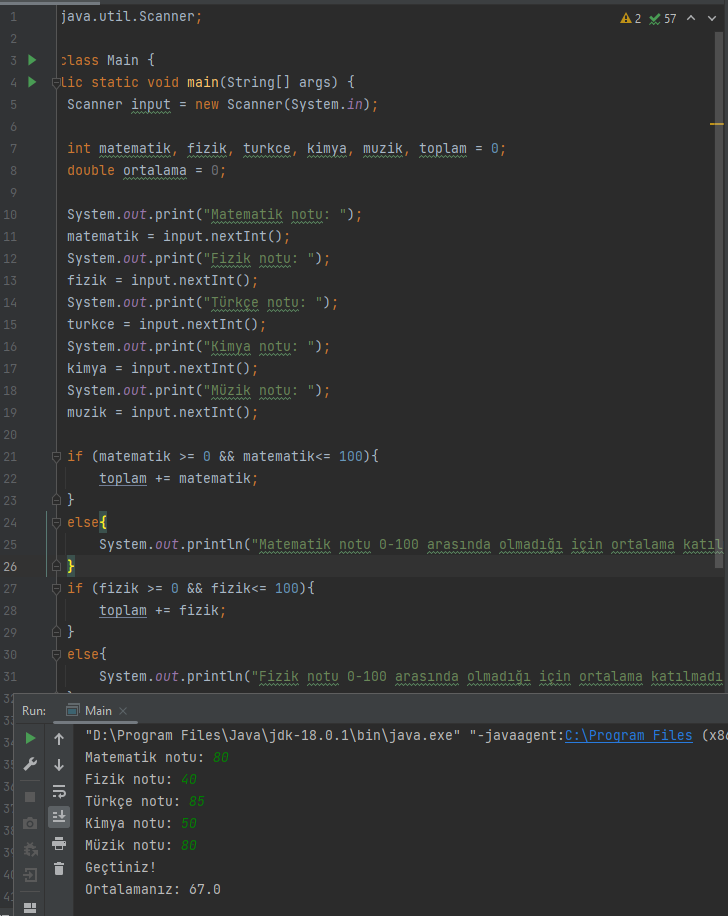 1 java.util.Scanner; 2 57
2
3 class Main {
4 lic static void main(String[] args) {
5 Scanner input = new Scanner(System.in);
6
7 int matematik, fizik, turkce, kimya, muzik, toplam = 0;
8 double ortalama = 0;
9
10 System.out.print("Matematik notu: ");
11 matematik = input.nextInt();
12 System.out.print("Fizik notu: ");
13 fizik = input.nextInt();
14 System.out.print("Türkçe notu: ");
15 turkce = input.nextInt();
16 System.out.print("Kimya notu: ");
17 kimya = input.nextInt();
18 System.out.print("Müzik notu: ");
19 muzik = input.nextInt();
20
21 if (matematik >= 0 && matematik<= 100){
22 toplam += matematik;
23 }
24 else{
25 System.out.println("Matematik notu 0-100 arasında olmadığı için ortalama katıl
26 }
27 if (fizik >= 0 && fizik<= 100){
28 toplam += fizik;
29 }
30 else{
31 System.out.println("Fizik notu 0-100 arasında olmadığı için ortalama katılmadı
Run: Main
"D:\Program Files\Java\jdk-18.0.1\bin\java.exe" "-javaagent:C:\Program Files (x8
Matematik notu: 80
Fizik notu: 40
Türkçe notu: 85
Kimya notu: 50
Müzik notu: 80
Geçtiniz!
Ortalamanız: 67.0